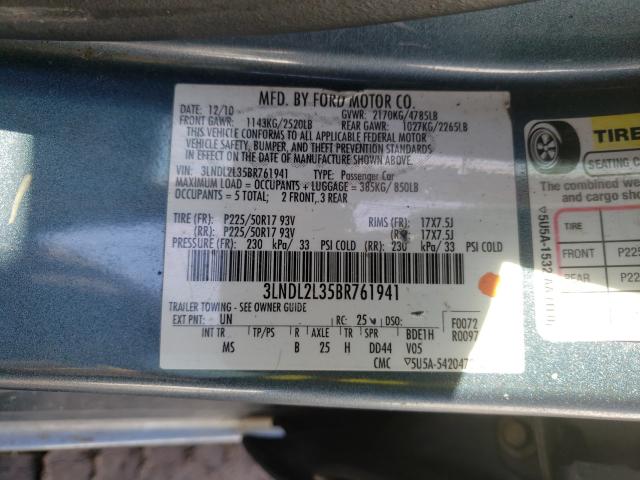 MFD. BY FORD MOTOR CO.
DATE: 12/10 GVWR: 2170KG/4785LB
FRONT GAWR: 1143KG/2520LB REAR GAWR: 1027KG/2265LB
THIS VEHICLE CONFORMS TO ALL APPLICABLE FEDERAL MOTOR
VEHICLE SAFETY, BUMPER, AND THEFT PREVENTION STANDARDS
IN EFFECT ON THE DATE OF MANUFACTURE SHOWN ABOVE.
VIN: 3LNDL2L35BR761941 TYPE: Passenger Car
MAXIMUM LOAD = OCCUPANTS + LUGGAGE = 385KG/ 850LB
OCCUPANTS = 5 TOTAL; 2 FRONT, 3 REAR
TIRE (FR): P225/50R17 93V RIMS (FR): 17X7.5J
(RR): P225/50R17 93V (RR): 17X7.5J
PRESSURE (FR): 230 kPa/ 33 PSI COLD (RR): 230 kPa/33 PSI COLD
3LNDL2L35BR761941
TRAILER TOWING - SEE OWNER GUIDE
EXT PNT: UN RC: 25 DSO: F0072
R0097
INT TR TP/PS R AXLE TR SPR BDE1H
MS B 25 H DD44 V05
CMC ▽5U5A-542047
TIRE
SEATING
The combined we
and cargo sho
TIRE
FRONT P225
REAR P225